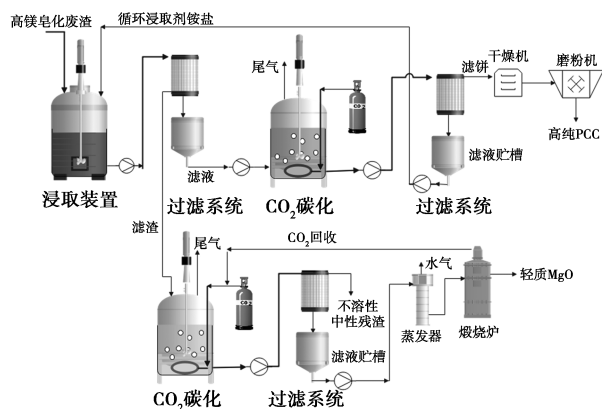 高镁皂化废渣
循环浸取剂铵盐
尾气
CO2
滤饼
干燥机
磨粉机
高纯PCC
滤液贮槽
滤液
浸取装置
过滤系统
CO₂碳化
过滤系统
滤渣
尾气
CO₂回收
CO2
不溶性
中性残渣
水气
轻质MgO
滤液贮槽
蒸发器
煅烧炉
CO₂碳化
过滤系统